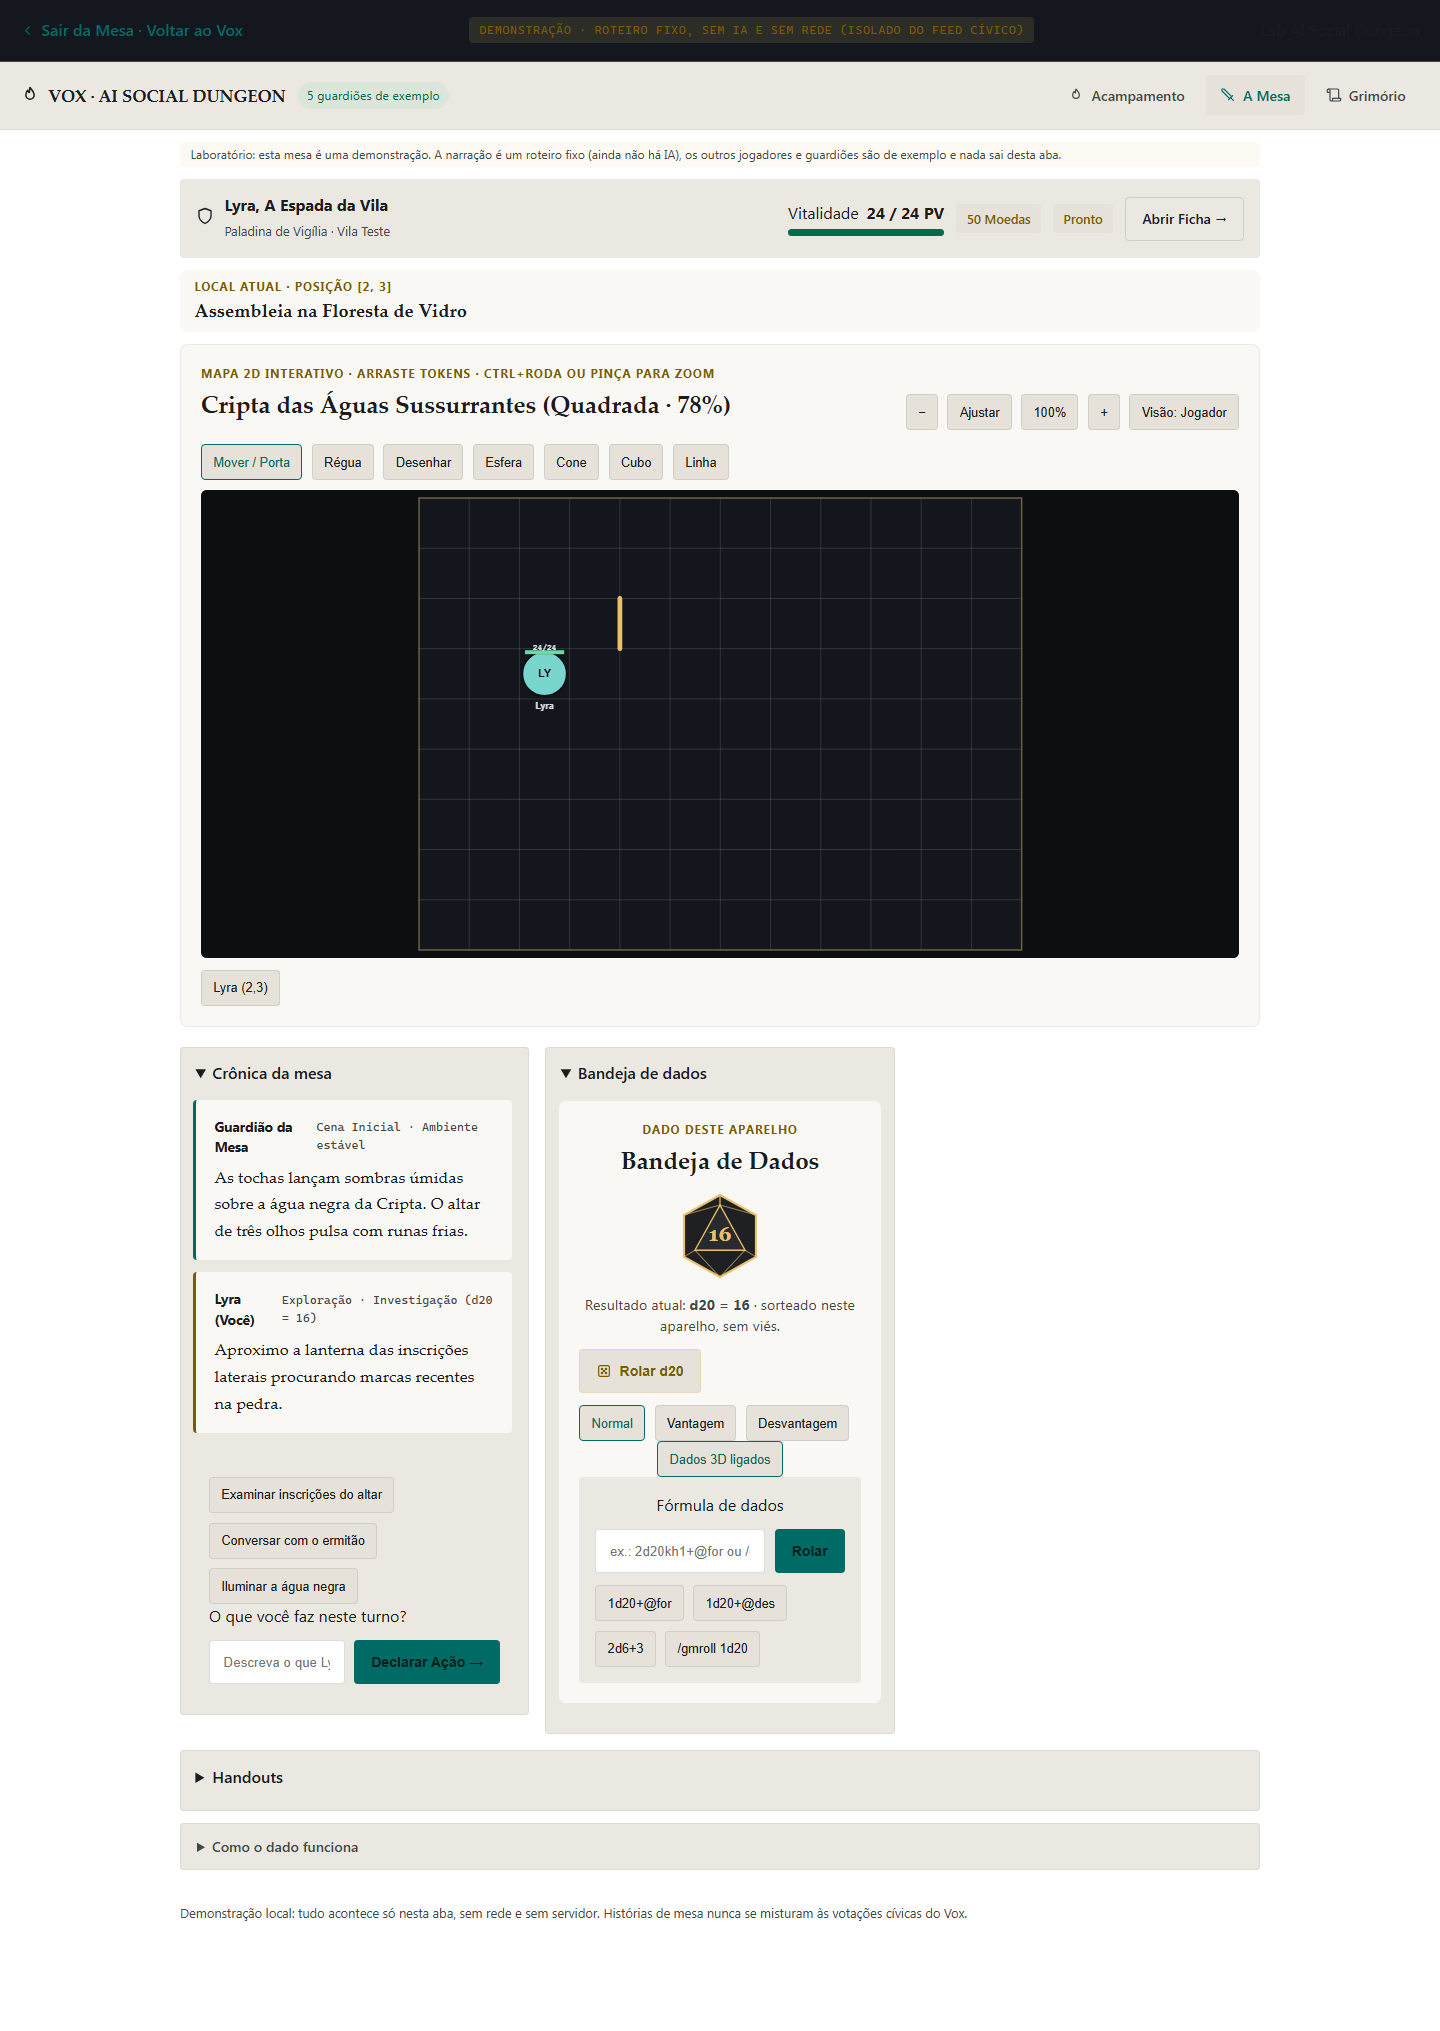 Sair da Mesa · Voltar ao Vox
DEMONSTRAÇÃO · ROTEIRO FIXO, SEM IA E SEM REDE (ISOLADO DO FEED CÍVICO)
VOX · AI SOCIAL DUNGEON
5 guardiões de exemplo
Acampamento
A Mesa
Grimório
Laboratório: esta mesa é uma demonstração. A narração é um roteiro fixo (ainda não há IA), os outros jogadores e guardiões são de exemplo e nada sai desta aba.
Lyra, A Espada da Vila
Paladina de Vigília · Vila Teste
Vitalidade 24 / 24 PV
50 Moedas
Pronto
Abrir Ficha →
LOCAL ATUAL · POSIÇÃO [2, 3]
Assembleia na Floresta de Vidro
MAPA 2D INTERATIVO · ARRASTE TOKENS · CTRL+RODA OU PINÇA PARA ZOOM
Cripta das Águas Sussurrantes (Quadrada · 78%)
−
Ajustar
100%
+
Visão: Jogador
Mover / Porta
Régua
Desenhar
Esfera
Cone
Cubo
Linha
24/24
LY
Lyra
Lyra (2,3)
Crônica da mesa
Guardião da
Mesa
Cena Inicial · Ambiente
estável
As tochas lançam sombras úmidas
sobre a água negra da Cripta. O altar
de três olhos pulsa com runas frias.
Lyra
(Você)
Exploração · Investigação (d20
= 16)
Aproximo a lanterna das inscrições
laterais procurando marcas recentes
na pedra.
Examinar inscrições do altar
Conversar com o ermitão
Iluminar a água negra
O que você faz neste turno?
Descreva o que Ly
Declarar Ação →
Bandeja de dados
DADO DESTE APARELHO
Bandeja de Dados
16
Resultado atual: d20 = 16 · sorteado neste
aparelho, sem viés.
Rolar d20
Normal
Vantagem
Desvantagem
Dados 3D ligados
Fórmula de dados
ex.: 2d20kh1+@for ou /
Rolar
1d20+@for
1d20+@des
2d6+3
/gmroll 1d20
Handouts
Como o dado funciona
Demonstração local: tudo acontece só nesta aba, sem rede e sem servidor. Histórias de mesa nunca se misturam às votações cívicas do Vox.